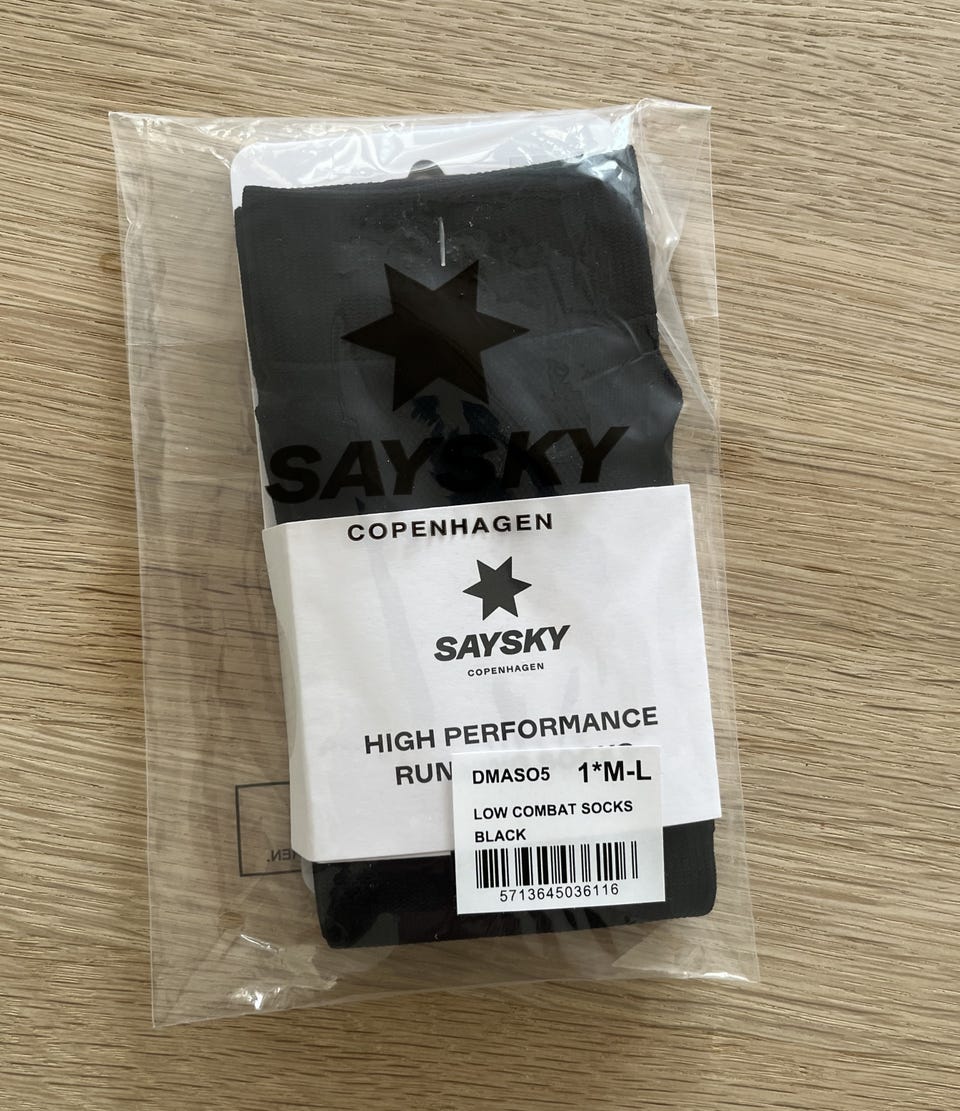 SAYSKY
COPENHAGEN
SAYSKY
COPENHAGEN
HIGH PERFORMANCE
RUN
DMASO5 1*M-L
LOW COMBAT SOCKS
BLACK
5713645036116